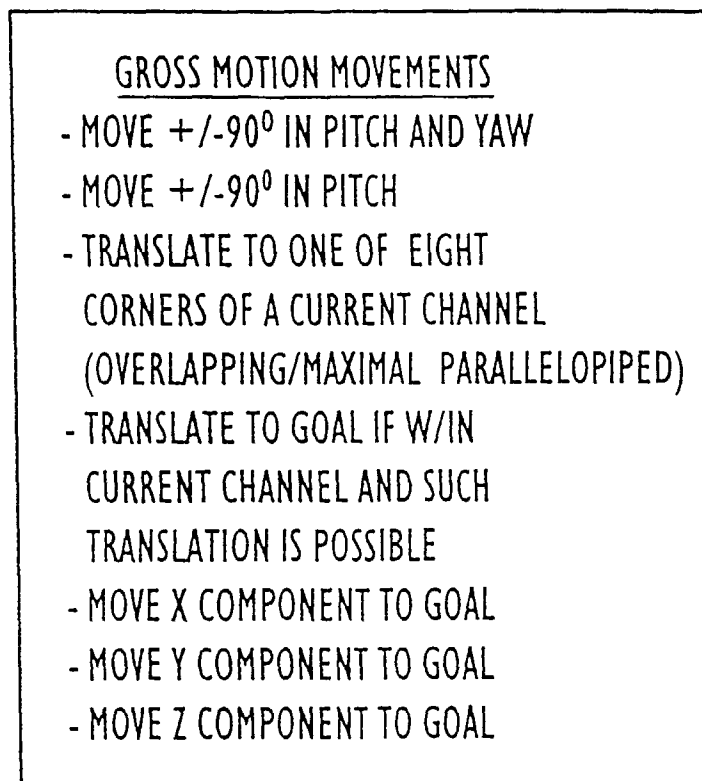 GROSS MOTION MOVEMENTS
- MOVE +/-90⁰ IN PITCH AND YAW
- MOVE +/-90⁰ IN PITCH
- TRANSLATE TO ONE OF EIGHT
CORNERS OF A CURRENT CHANNEL
(OVERLAPPING/MAXIMAL PARALLELOPIPED)
- TRANSLATE TO GOAL IF W/IN
CURRENT CHANNEL AND SUCH
TRANSLATION IS POSSIBLE
- MOVE X COMPONENT TO GOAL
- MOVE Y COMPONENT TO GOAL
- MOVE Z COMPONENT TO GOAL